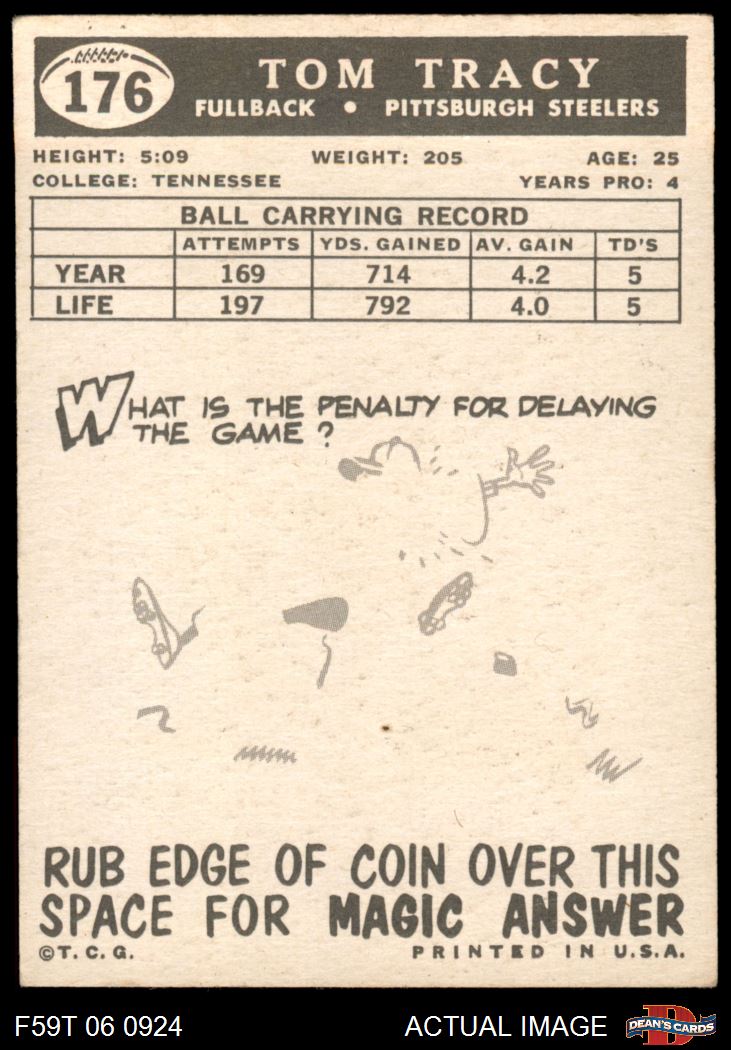 176
TOM TRACY
FULLBACK • PITTSBURGH STEELERS
HEIGHT: 5:09 WEIGHT: 205 AGE: 25
COLLEGE: TENNESSEE YEARS PRO: 4
BALL CARRYING RECORD
ATTEMPTS YDS. GAINED AV. GAIN TD'S
YEAR 169 714 4.2 5
LIFE 197 792 4.0 5
WHAT IS THE PENALTY FOR DELAYING
THE GAME?
RUB EDGE OF COIN OVER THIS
SPACE FOR MAGIC ANSWER
©T. C. G. PRINTED IN U.S.A.
F59T 06 0924 ACTUAL IMAGE DEAN'S CARDS